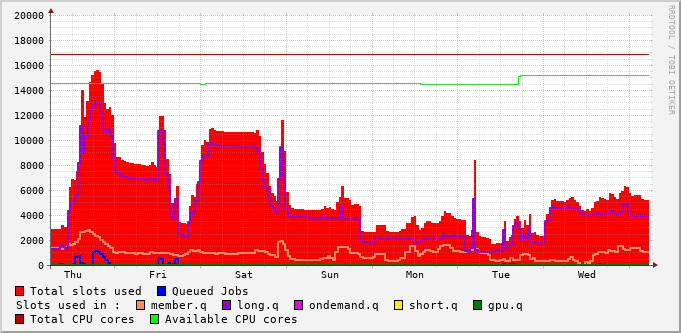 20000
18000
16000
14000
12000
10000
8000
6000
4000
2000
0
Thu Fri Sat Sun Mon Tue Wed
Total slots used Queued Jobs
Slots used in : member.q long.q ondemand.q short.q gpu.q
Total CPU cores Available CPU cores
RRDTOOL / TOBI OETIKER